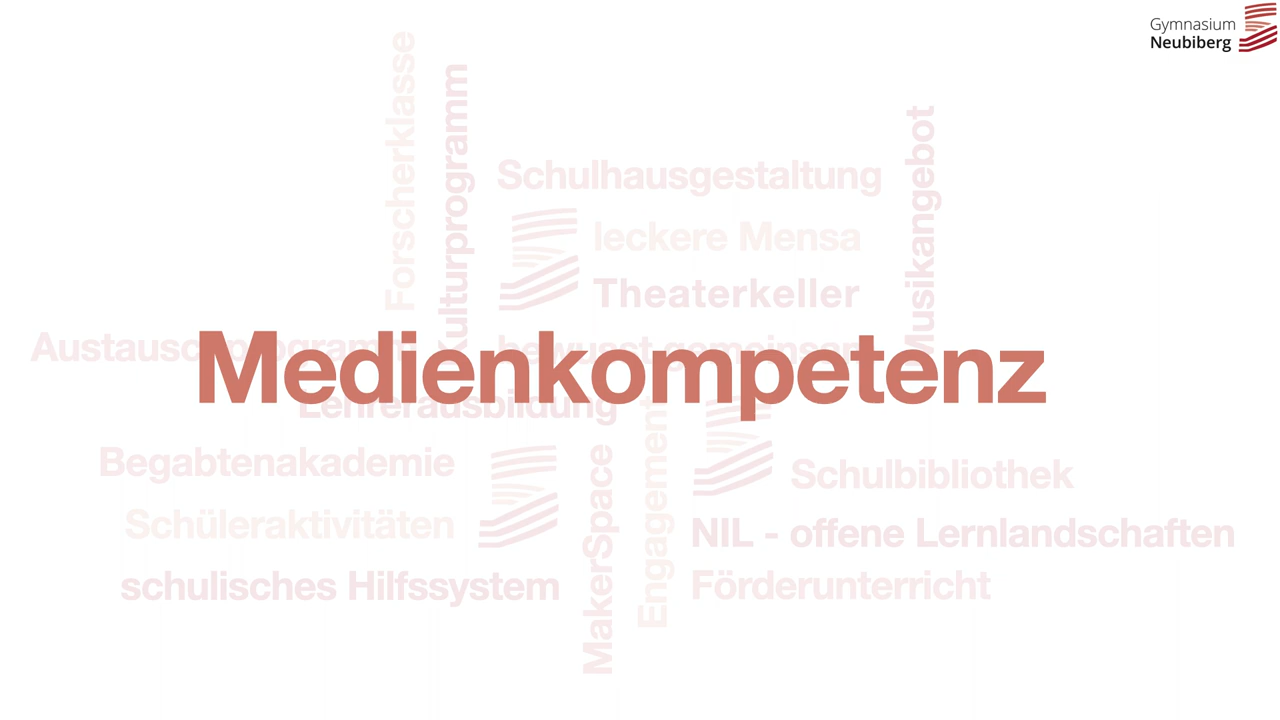 Gymnasium
Neubiberg
Forscherklasse
Kulturprogramm
Musikangebot
Schulhausgestaltung
leckere Mensa
Theaterkeller
Medienkompetenz
Lehrerausbildung
Begabtenakademie
Schüleraktivitäten
schulisches Hilfssystem
MakerSpace
Engagement
Schulbibliothek
NIL - offene Lernlandschaften
Förderunterricht